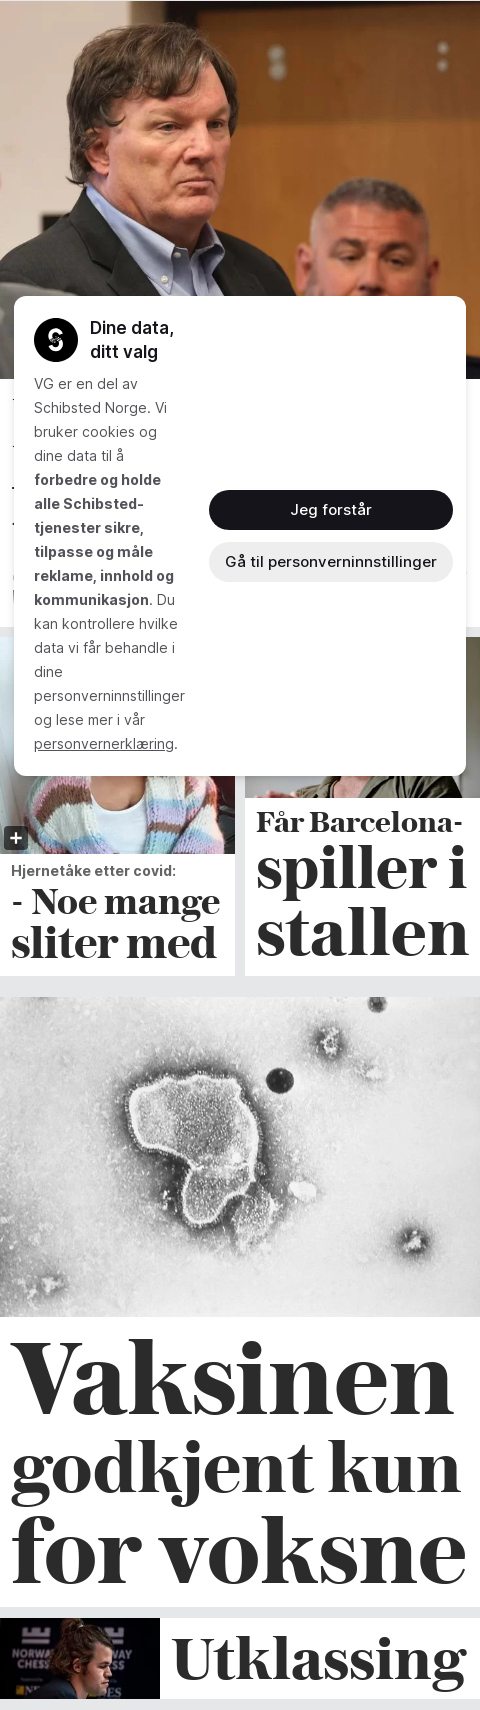 Dine data,
ditt valg
VG er en del av
Schibsted Norge. Vi
bruker cookies og
dine data til å
forbedre og holde
alle Schibsted-
tjenester sikre,
tilpasse og måle
reklame, innhold og
kommunikasjon. Du
kan kontrollere hvilke
data vi får behandle i
dine
personverninnstillinger
og lese mer i vår
personvernerklæring.
Jeg forstår
Gå til personverninnstillinger
Hjernetåke etter covid:
- Noe mange
sliter med
Får Barcelona-
spiller i
stallen
Vaksinen
godkjent kun
for voksne
Utklassing